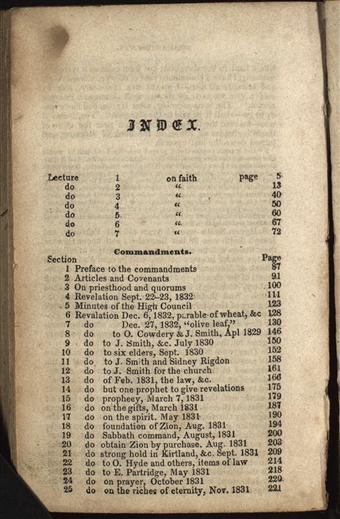 INDEX.
Lecture 1 on faith page 5
do 2 “ 13
do 3 “ 40
do 4 “ 50
do 5 “ 60
do 6 “ 67
do 7 “ 72
Commandments.
Section Page
1 Preface to the commandments 87
2 Articles and Covenants 91
3 On priesthood and quorums 100
4 Revelation Sept. 22–23, 1832 111
5 Minutes of the High Council 123
6 Revelation Dec. 6, 1832, parable of wheat, &c 128
7 do Dec. 27, 1832, “olive leaf,” 130
8 do to O. Cowdery & J. Smith, Apl 1829 146
9 do to J. Smith, &c. July 1830 150
10 do to six elders, Sept. 1830 152
11 do to J. Smith and Sidney Rigdon 158
12 do to J. Smith for the church 161
13 do of Feb. 1831, the law, &c. 166
14 do but one prophet to give revelations 175
15 do prophecy, March 7, 1831 179
16 do on the gifts, March 1831 187
17 do on the spirit. May 1831 190
18 do foundation of Zion, Aug. 1831 194
19 do Sabbath command, August, 1831 200
20 do obtain Zion by purchase. Aug. 1831 203
21 do strong hold in Kirtland, &c. Sept. 1831 209
22 do to O. Hyde and others, items of law 214
23 do to E. Partridge, May 1831 218
24 do on prayer, October 1831 220
25 do on the riches of eternity, Nov. 1831 221